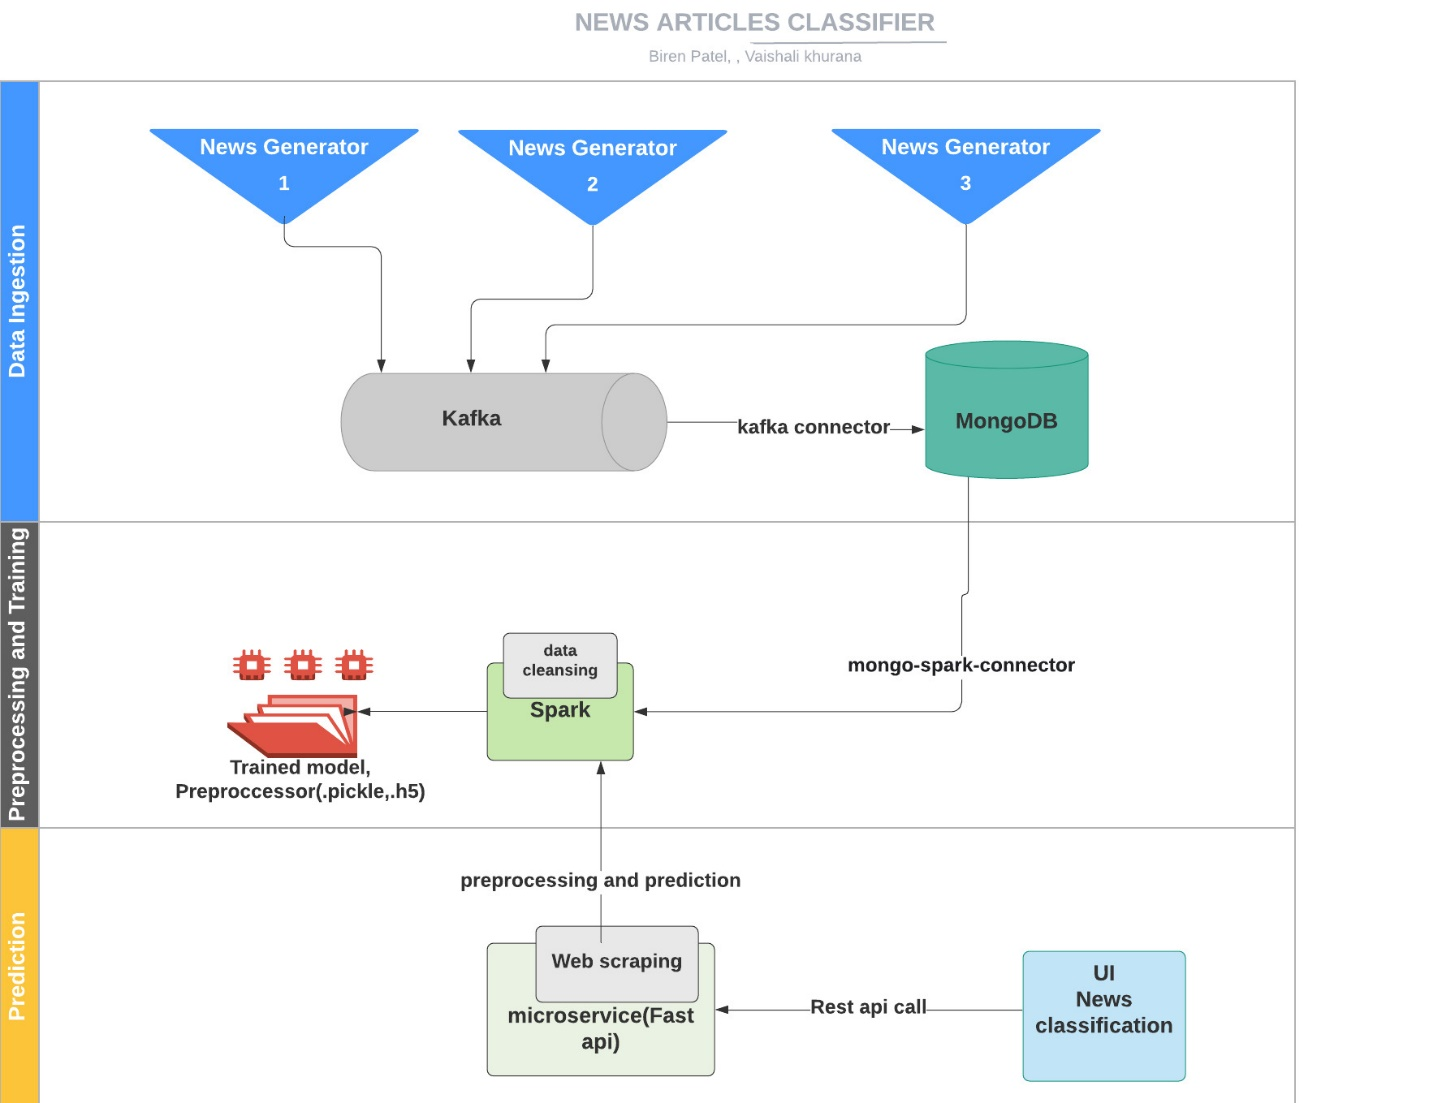 NEWS ARTICLES CLASSIFIER
Biren Patel, , Vaishali khurana
Data Ingestion
News Generator
1
News Generator
2
News Generator
3
Kafka
kafka connector
MongoDB
Preprocessing and Training
data
cleansing
Spark
mongo-spark-connector
Trained model,
Preproccessor(.pickle,.h5)
Prediction
preprocessing and prediction
Web scraping
microservice(Fast
api)
Rest api call
UI
News
classification